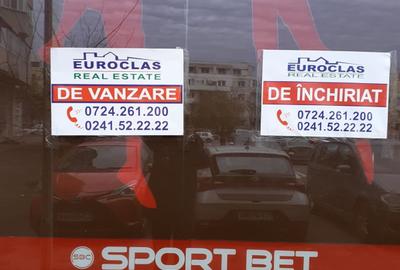 EUROCLAS
REAL ESTATE
DE VANZARE
0724.261.200
0241.52.22.22
EUROCLAS
REAL ESTATE
DE ÎNCHIRIAT
0724.261.200
0241.52.22.22
SBC SPORT BET